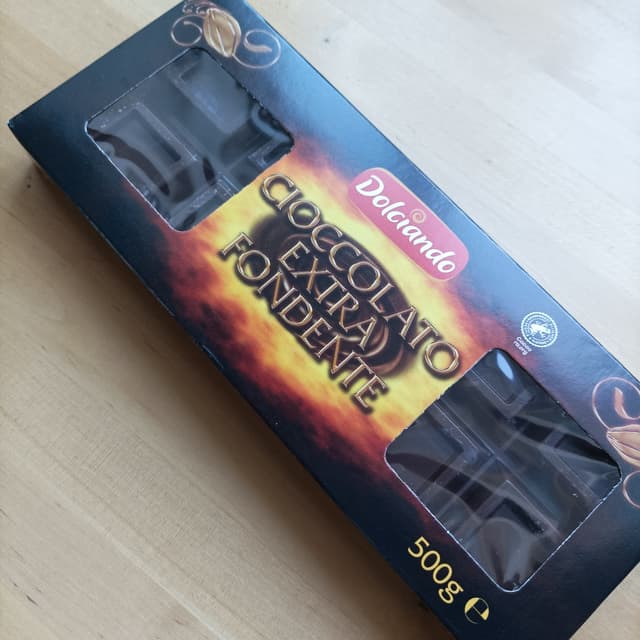 Dolciando
CIOCCOLATO
EXTRA
FONDENTE
500g ℮